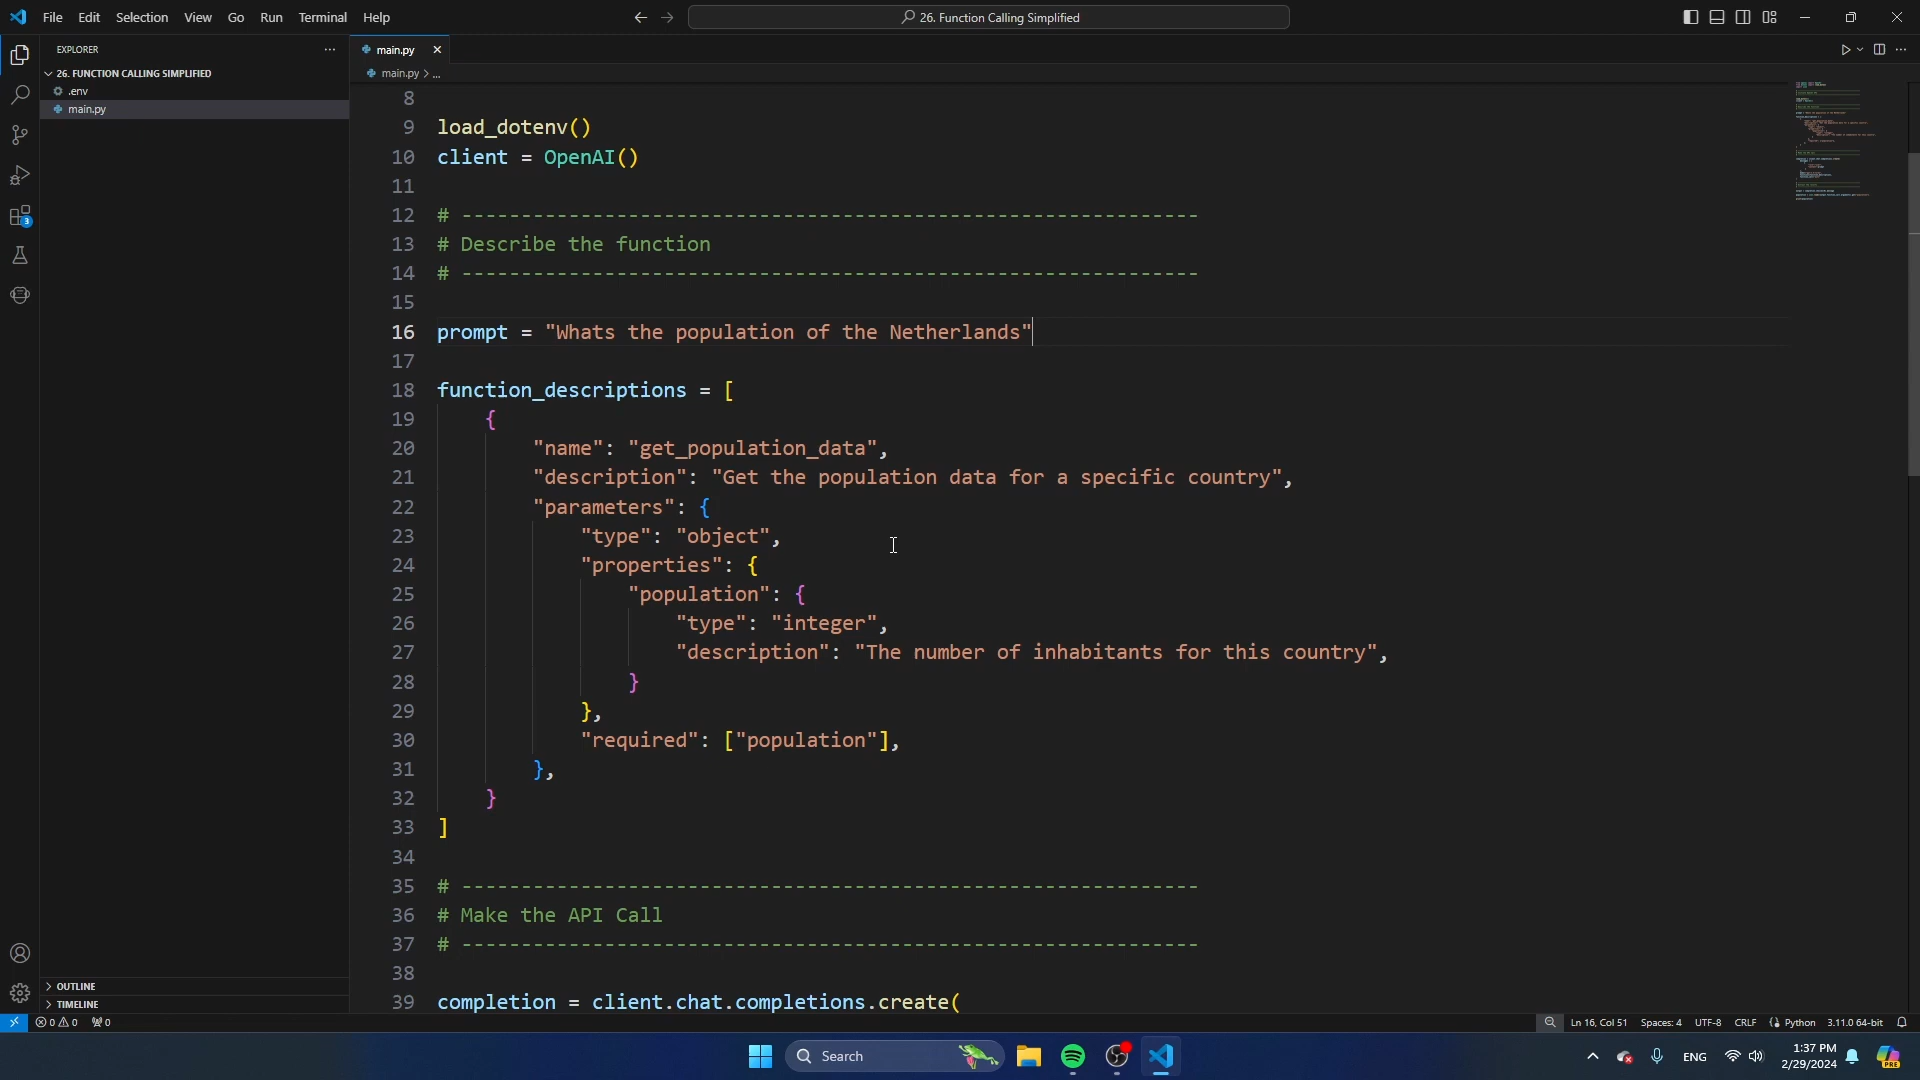 File Edit Selection View Go Run Terminal Help
26. Function Calling Simplified
EXPLORER
26. FUNCTION CALLING SIMPLIFIED
.env
main.py
main.py
main.py > ...
8
9 load_dotenv()
10 client = OpenAI()
11
12 # --------------------------------------------------------------
13 # Describe the function
14 # --------------------------------------------------------------
15
16 prompt = "Whats the population of the Netherlands"
17
18 function_descriptions = [
19 {
20 "name": "get_population_data",
21 "description": "Get the population data for a specific country",
22 "parameters": {
23 "type": "object",
24 "properties": {
25 "population": {
26 "type": "integer",
27 "description": "The number of inhabitants for this country",
28 }
29 },
30 "required": ["population"],
31 },
32 }
33 ]
34
35 # --------------------------------------------------------------
36 # Make the API Call
37 # --------------------------------------------------------------
38
39 completion = client.chat.completions.create(
3
OUTLINE
TIMELINE
0 0 0
Ln 16, Col 51 Spaces: 4 UTF-8 CRLF Python 3.11.0 64-bit
Search
ENG
1:37 PM
2/29/2024
PRE